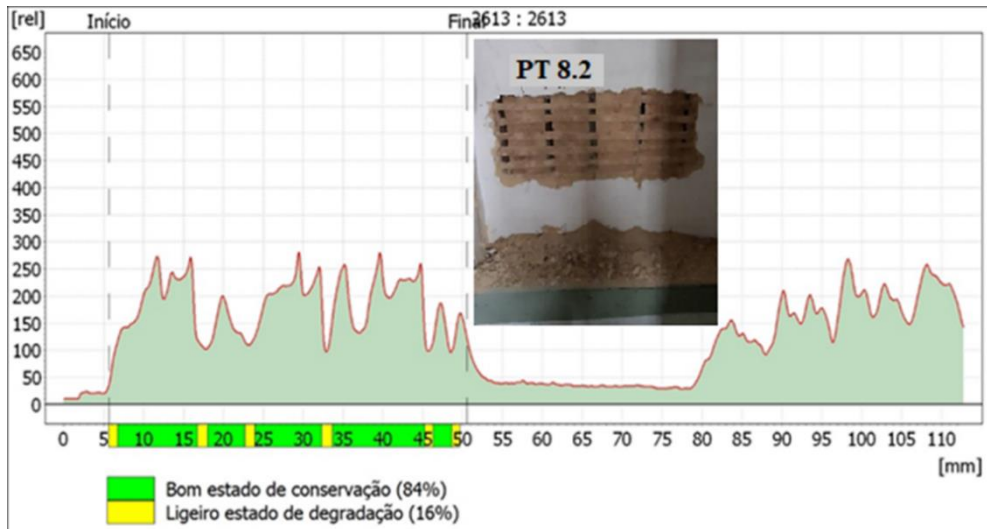 [rel]
Início
Final
2613 : 2613
PT 8.2
650
600
550
500
450
400
350
300
250
200
150
100
50
0
0 5 10 15 20 25 30 35 40 45 50 55 60 65 70 75 80 85 90 95 100 105 110
[mm]
Bom estado de conservação (84%)
Ligeiro estado de degradação (16%)